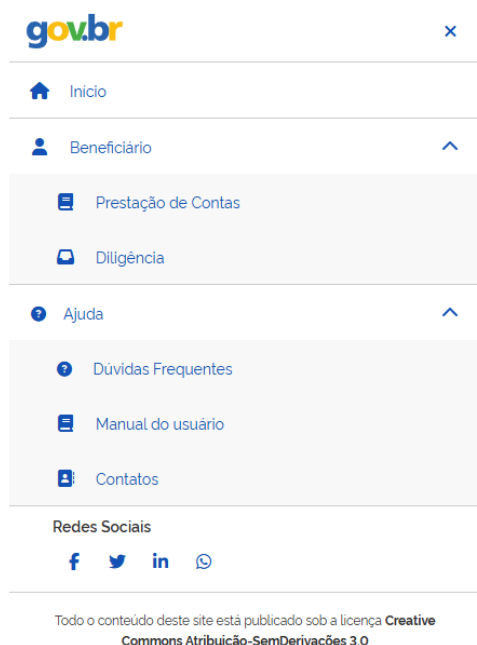 gov.br
Início
Beneficiário
Prestação de Contas
Diligência
Ajuda
Dúvidas Frequentes
Manual do usuário
Contatos
Redes Sociais
Todo o conteúdo deste site está publicado sob a licença Creative
Commons Atribuição-SemDerivações 3.0